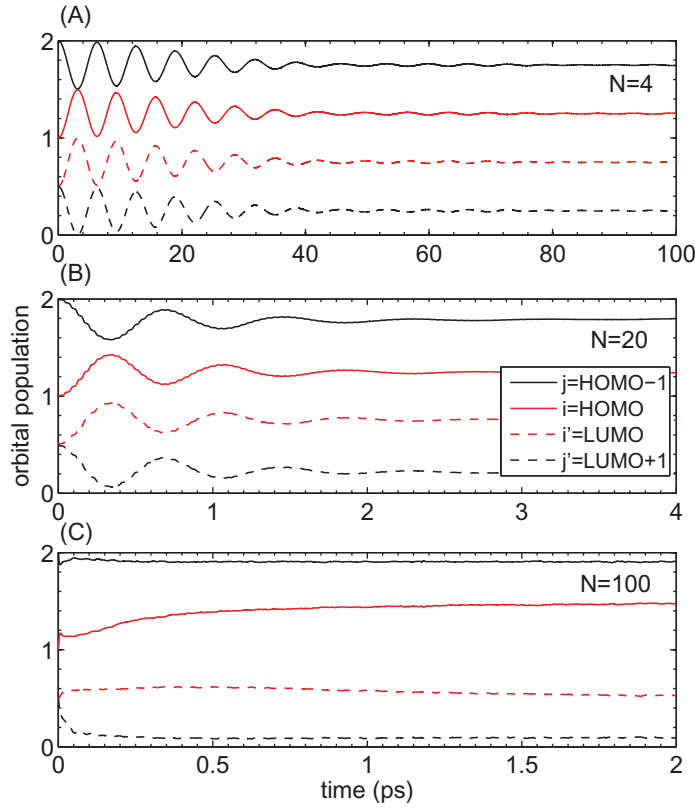 (A)
2
1
0
N=4
0 20 40 60 80 100
(B)
2
1
0
N=20
j=HOMO−1
i=HOMO
i'=LUMO
j'=LUMO+1
0 1 2 3 4
orbital population
(C)
2
1
0
N=100
0 0.5 1 1.5 2
time (ps)